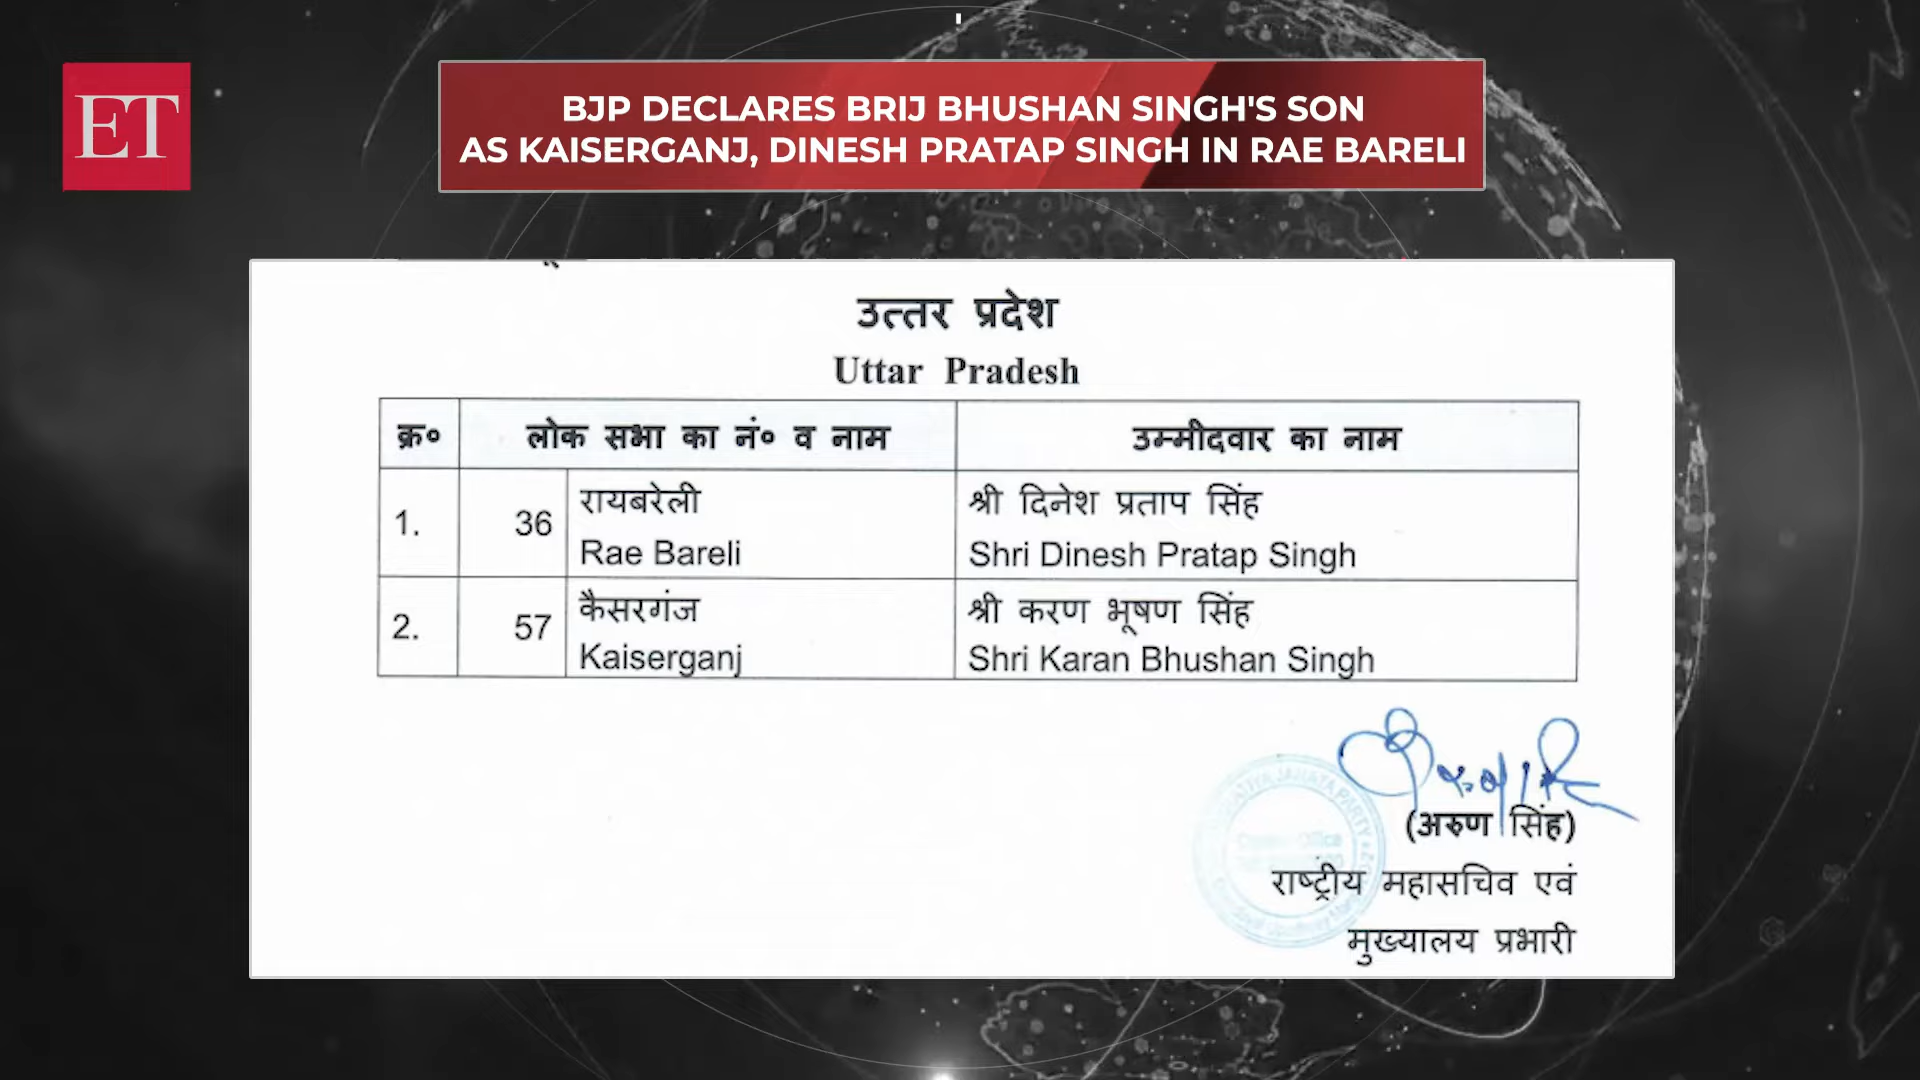 ET
BJP DECLARES BRIJ BHUSHAN SINGH'S SON
AS KAISERGANJ, DINESH PRATAP SINGH IN RAE BARELI
उत्तर प्रदेश
Uttar Pradesh
क्र० लोक सभा का नं० व नाम उम्मीदवार का नाम
1. 36 रायबरेली श्री दिनेश प्रताप सिंह
Rae Bareli Shri Dinesh Pratap Singh
2. 57 कैसरगंज श्री करण भूषण सिंह
Kaiserganj Shri Karan Bhushan Singh
(अरुण सिंह)
राष्ट्रीय महासचिव एवं
मुख्यालय प्रभारी
JANATA PARTY